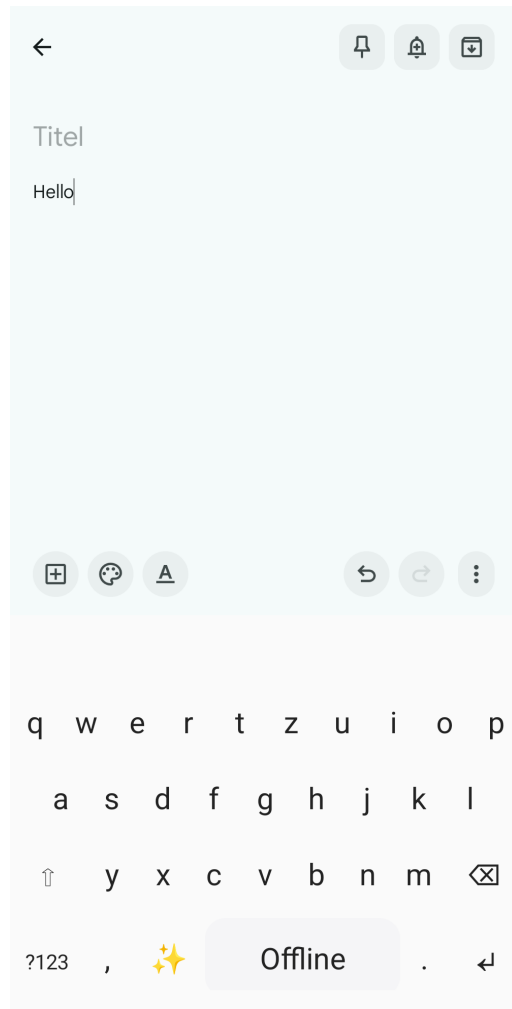 Titel
Hello
A
q w e r t z u i o p
a s d f g h j k l
⇧ y x c v b n m
?123 , ✨ Offline . ↵